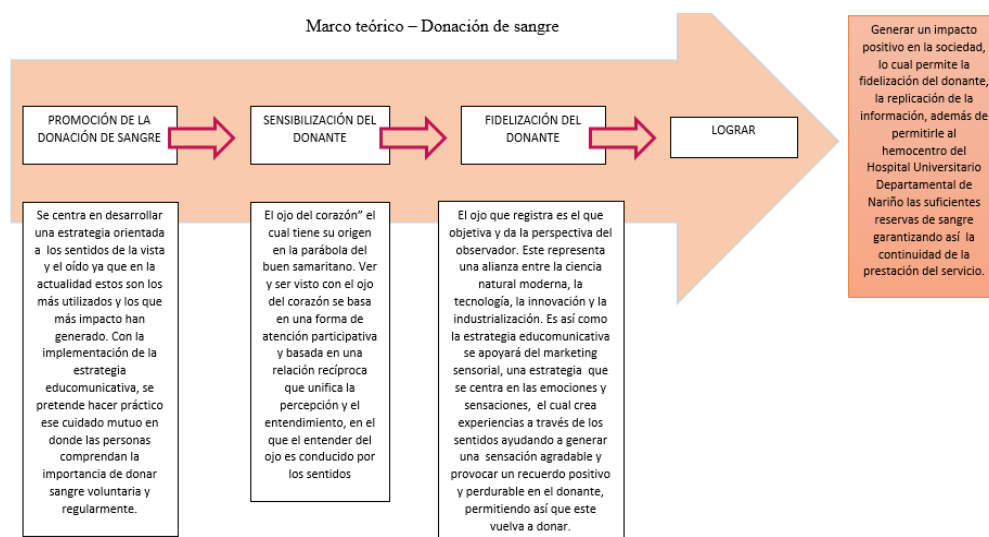 Marco teórico – Donación de sangre
PROMOCIÓN DE LA
DONACIÓN DE SANGRE
SENSIBILIZACIÓN DEL
DONANTE
FIDELIZACIÓN DEL
DONANTE
LOGRAR
Generar un impacto
positivo en la sociedad,
lo cual permite la
fidelización del donante,
la replicación de la
información, además de
permitirle al
hemocentro del
Hospital Universitario
Departamental de
Nariño las suficientes
reservas de sangre
garantizando así la
continuidad de la
prestación del servicio.
Se centra en desarrollar
una estrategia orientada
a los sentidos de la vista
y el oído ya que en la
actualidad estos son los
más utilizados y los que
más impacto han
generado. Con la
implementación de la
estrategia
educomunicativa, se
pretende hacer práctico
ese cuidado mutuo en
donde las personas
comprendan la
importancia de donar
sangre voluntaria y
regularmente.
El ojo del corazón” el
cual tiene su origen
en la parábola del
buen samaritano. Ver
y ser visto con el ojo
del corazón se basa
en una forma de
atención participativa
y basada en una
relación recíproca
que unifica la
percepción y el
entendimiento, en el
que el entender del
ojo es conducido por
los sentidos
El ojo que registra es el que
objetiva y da la perspectiva del
observador. Este representa
una alianza entre la ciencia
natural moderna, la
tecnología, la innovación y la
industrialización. Es así como
la estrategia educomunicativa
se apoyará del marketing
sensorial, una estrategia que
se centra en las emociones y
sensaciones, el cual crea
experiencias a través de los
sentidos ayudando a generar
una sensación agradable y
provocar un recuerdo positivo
y perdurable en el donante,
permitiendo así que este
vuelva a donar.